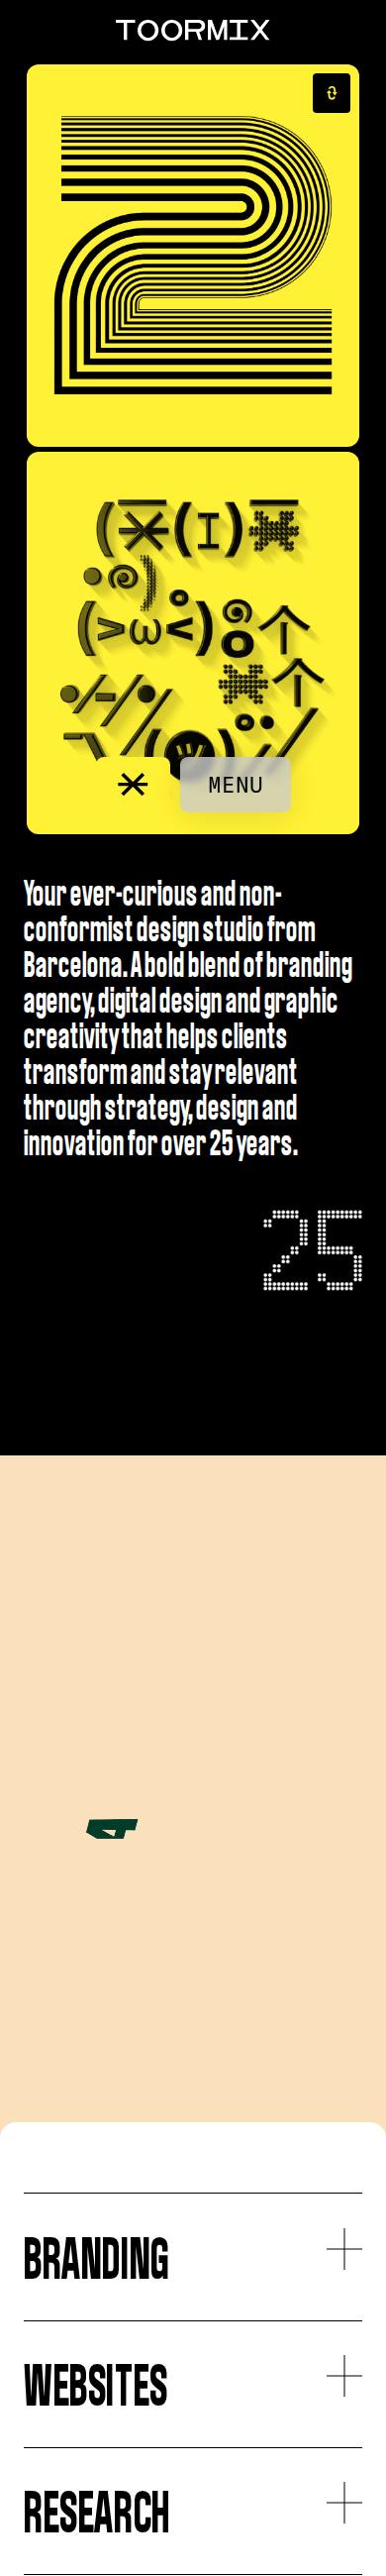 TOORMIX
2
MENU
Your ever-curious and non-
conformist design studio from
Barcelona. A bold blend of branding
agency, digital design and graphic
creativity that helps clients
transform and stay relevant
through strategy, design and
innovation for over 25 years.
25
BRANDING
WEBSITES
RESEARCH